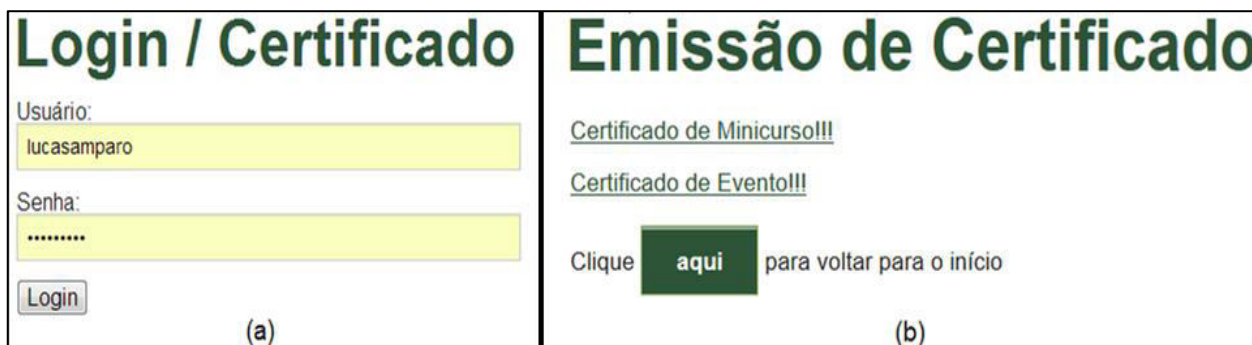 Login / Certificado
Usuário:
lucasamparo
Senha:
•••••••••
Login
(a)
Emissão de Certificado
Certificado de Minicurso!!!
Certificado de Evento!!!
Clique aqui para voltar para o início
(b)